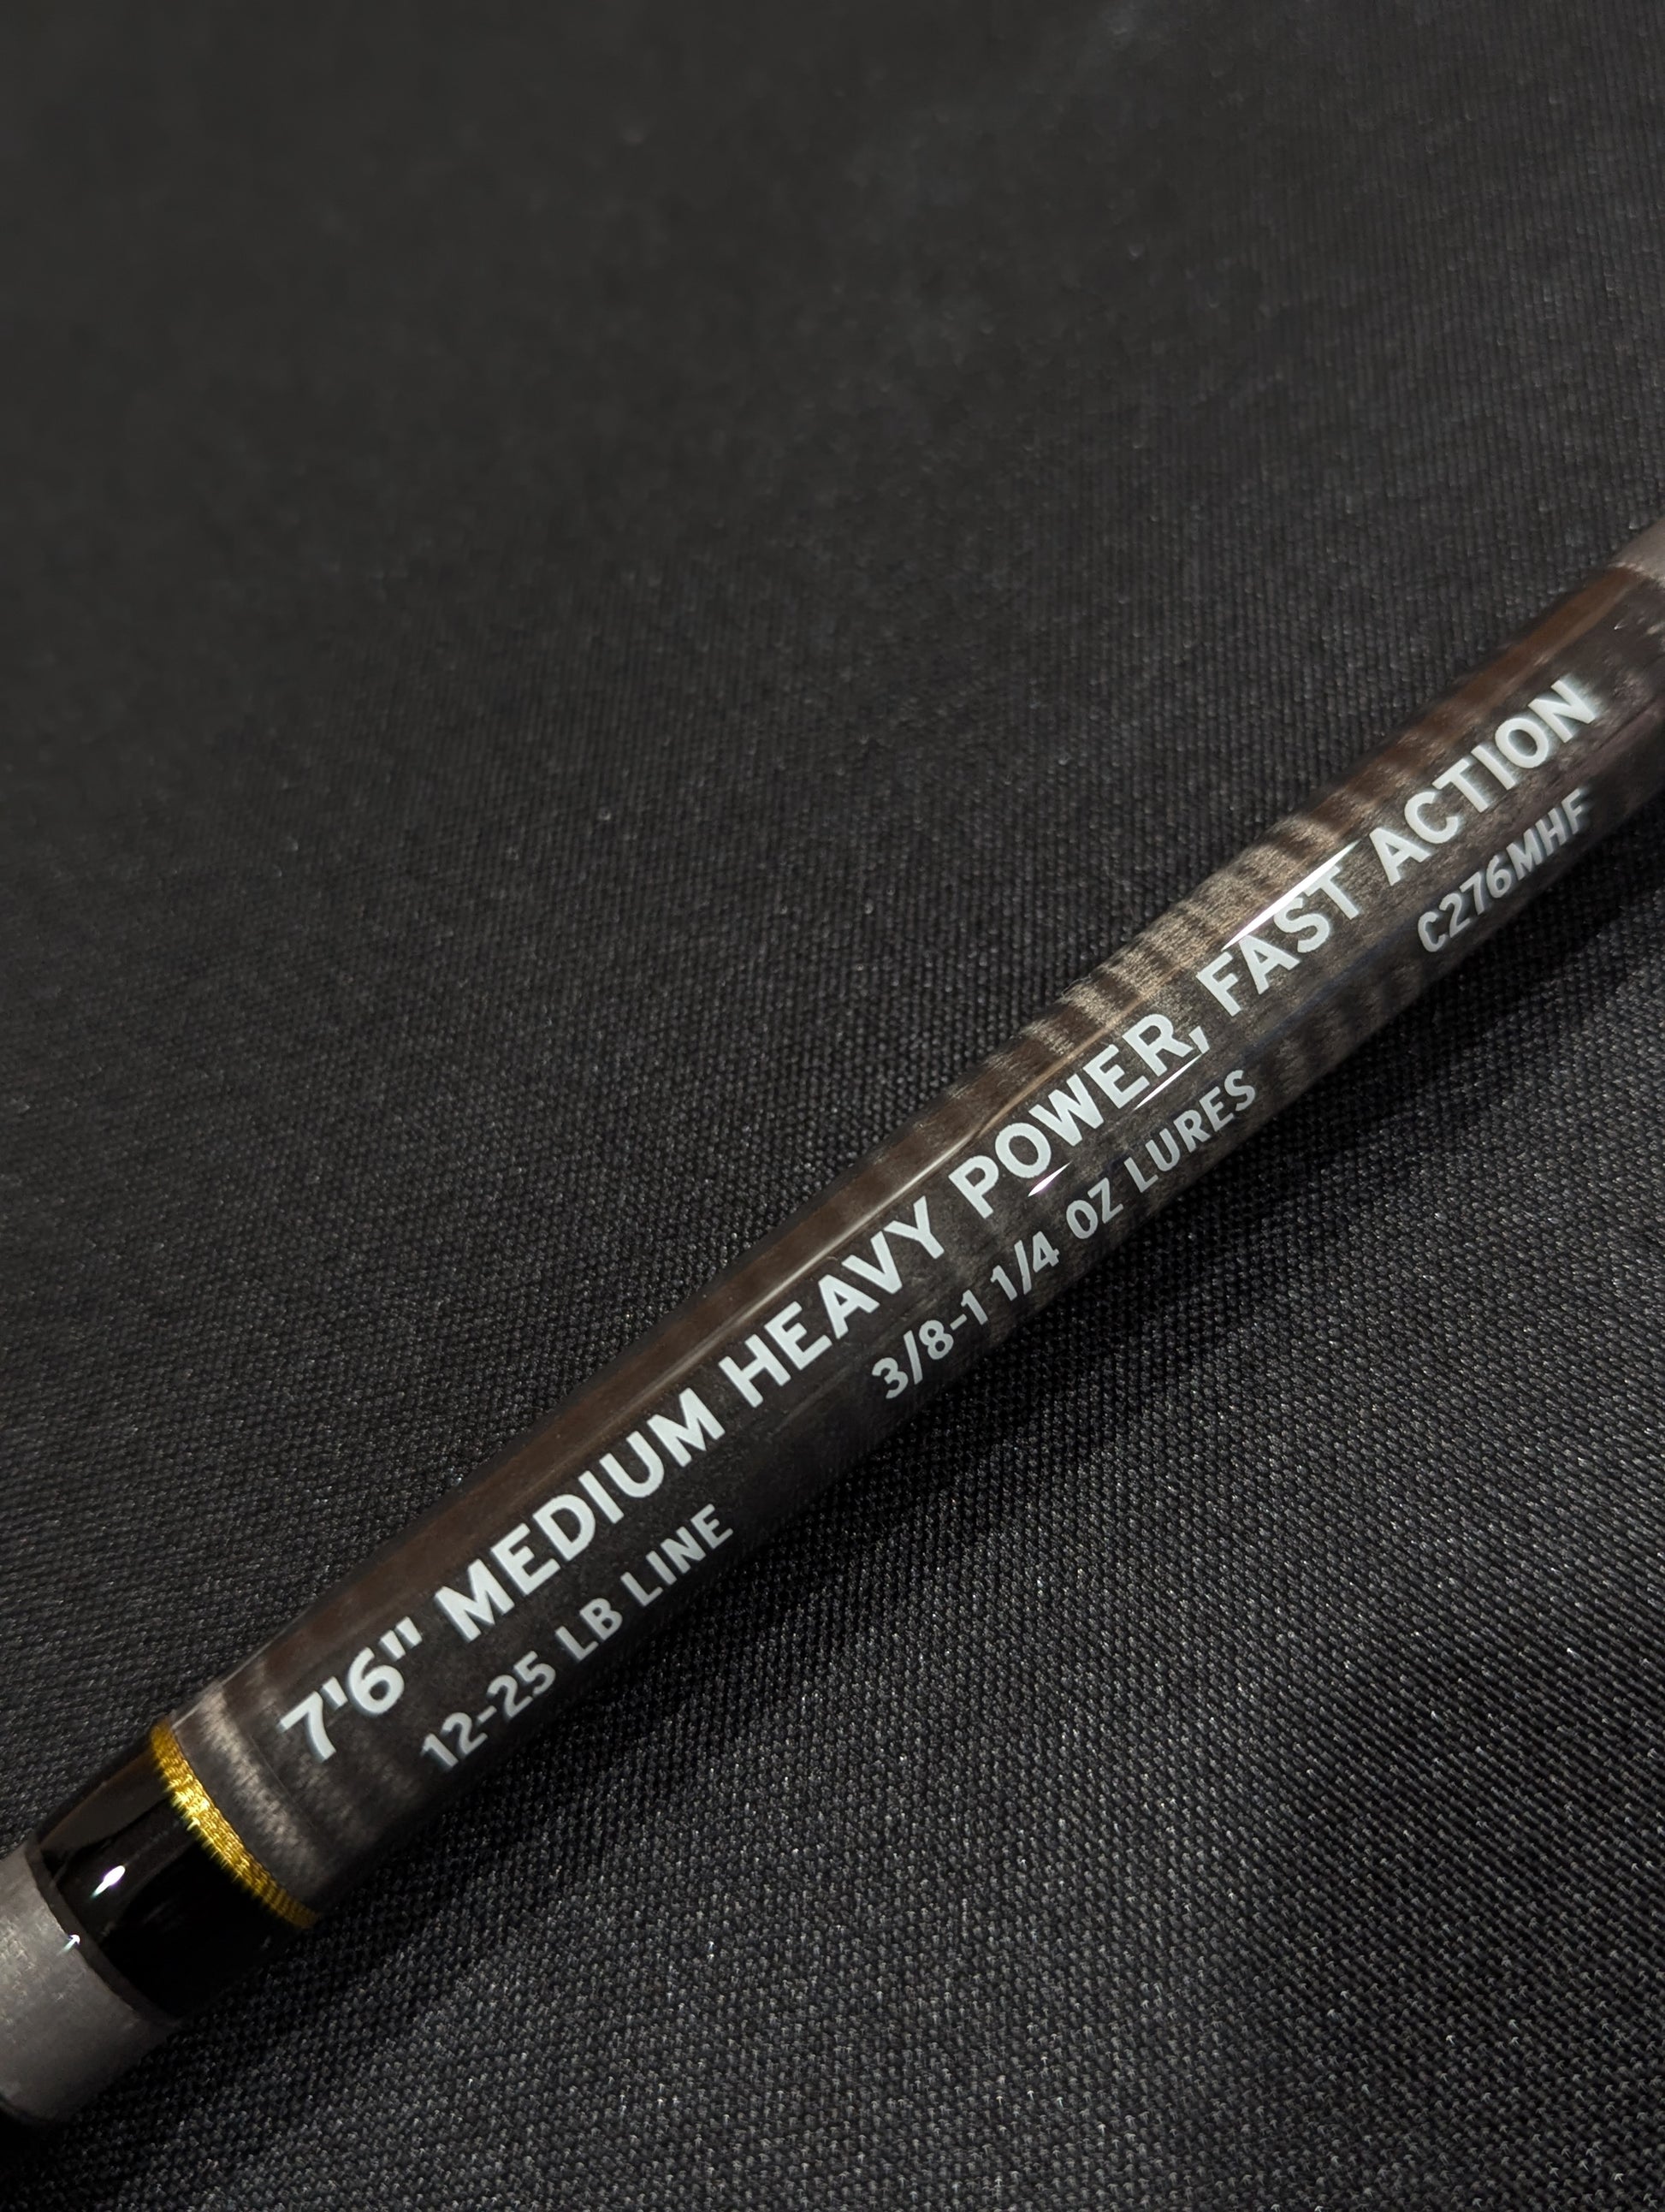 7'6" MEDIUM HEAVY POWER, FAST ACTION
12-25 LB LINE 3/8-1 1/4 OZ LURES C276MHF